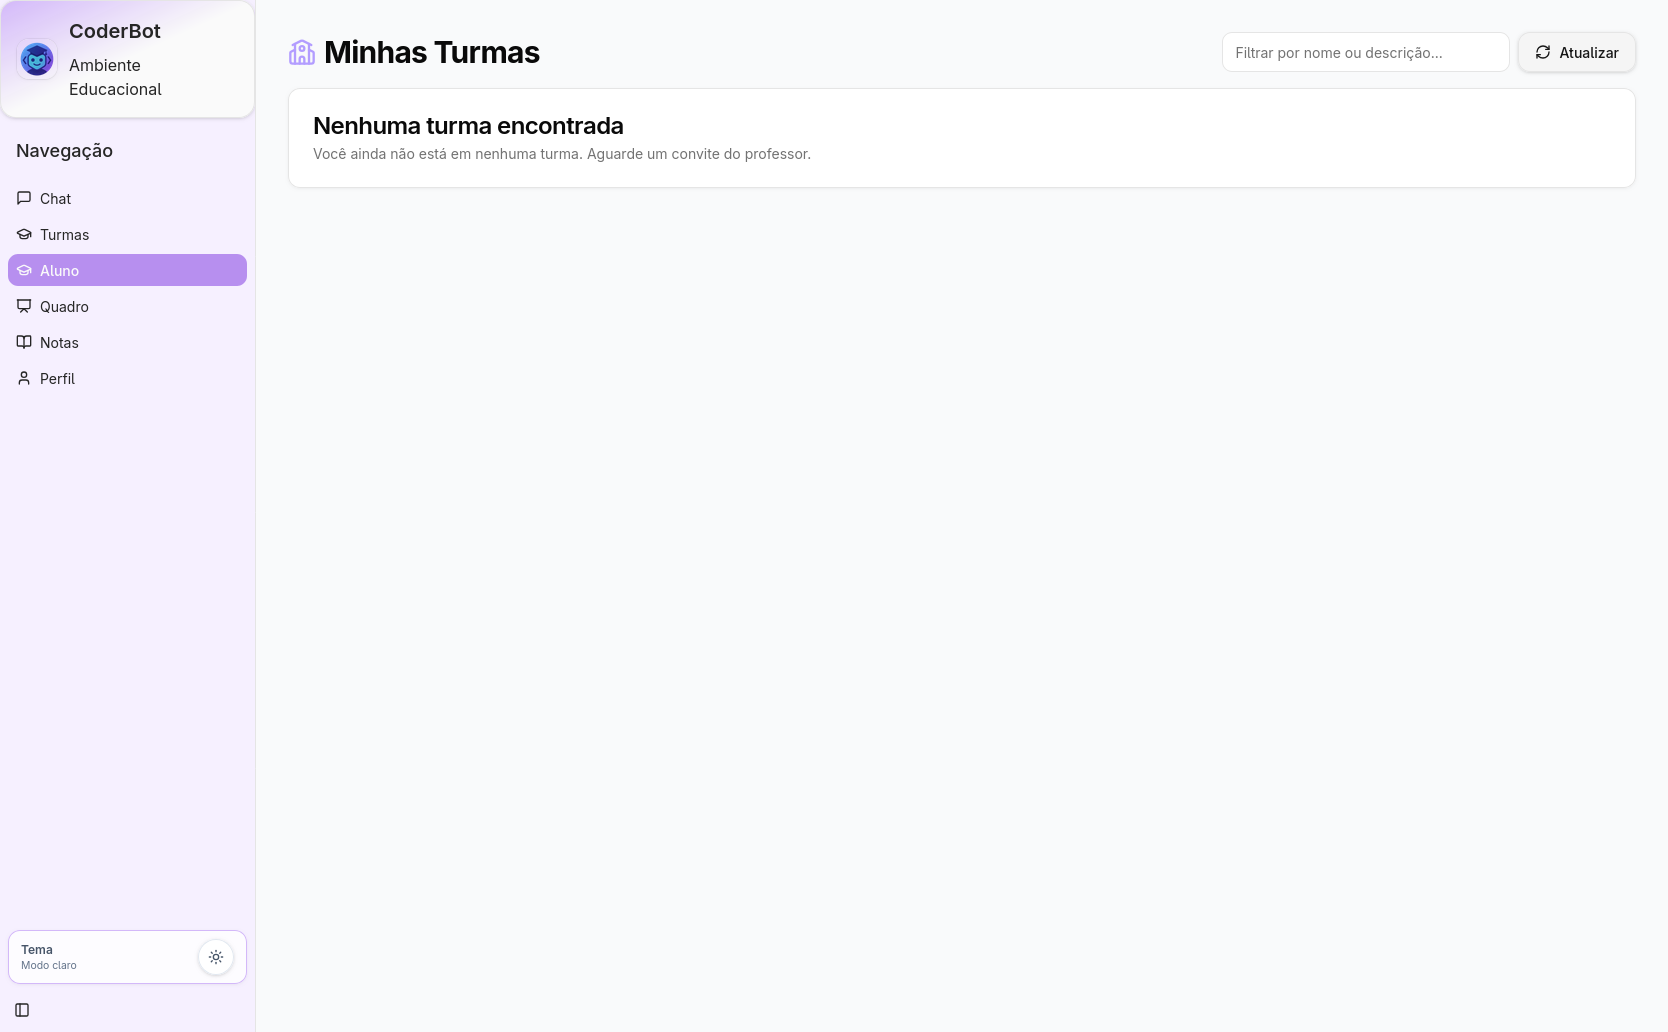 CoderBot
Ambiente
Educacional
Navegação
Chat
Turmas
Aluno
Quadro
Notas
Perfil
Tema
Modo claro
Minhas Turmas
Filtrar por nome ou descrição...
Atualizar
Nenhuma turma encontrada
Você ainda não está em nenhuma turma. Aguarde um convite do professor.